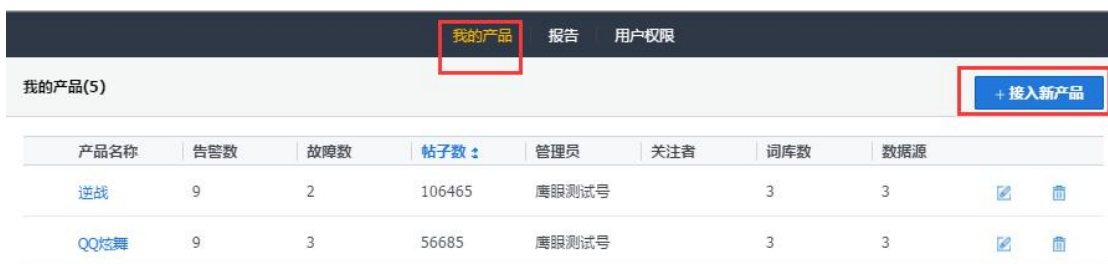 我的产品 报告 用户权限
我的产品(5) +接入新产品
产品名称 告警数 故障数 帖子数 管理员 关注者 词库数 数据源
逆战 9 2 106465 鹰眼测试号 3 3
QQ炫舞 9 3 56685 鹰眼测试号 3 3